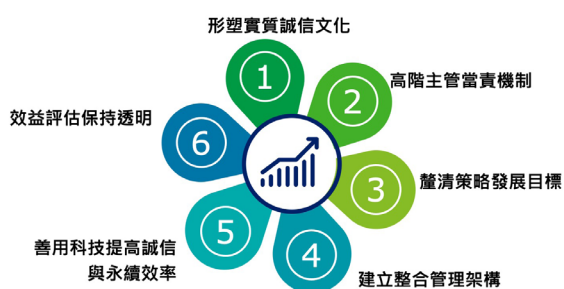 形塑實質誠信文化
1
高階主管當責機制
2
釐清策略發展目標
3
建立整合管理架構
4
善用科技提高誠信
與永續效率
5
效益評估保持透明
6